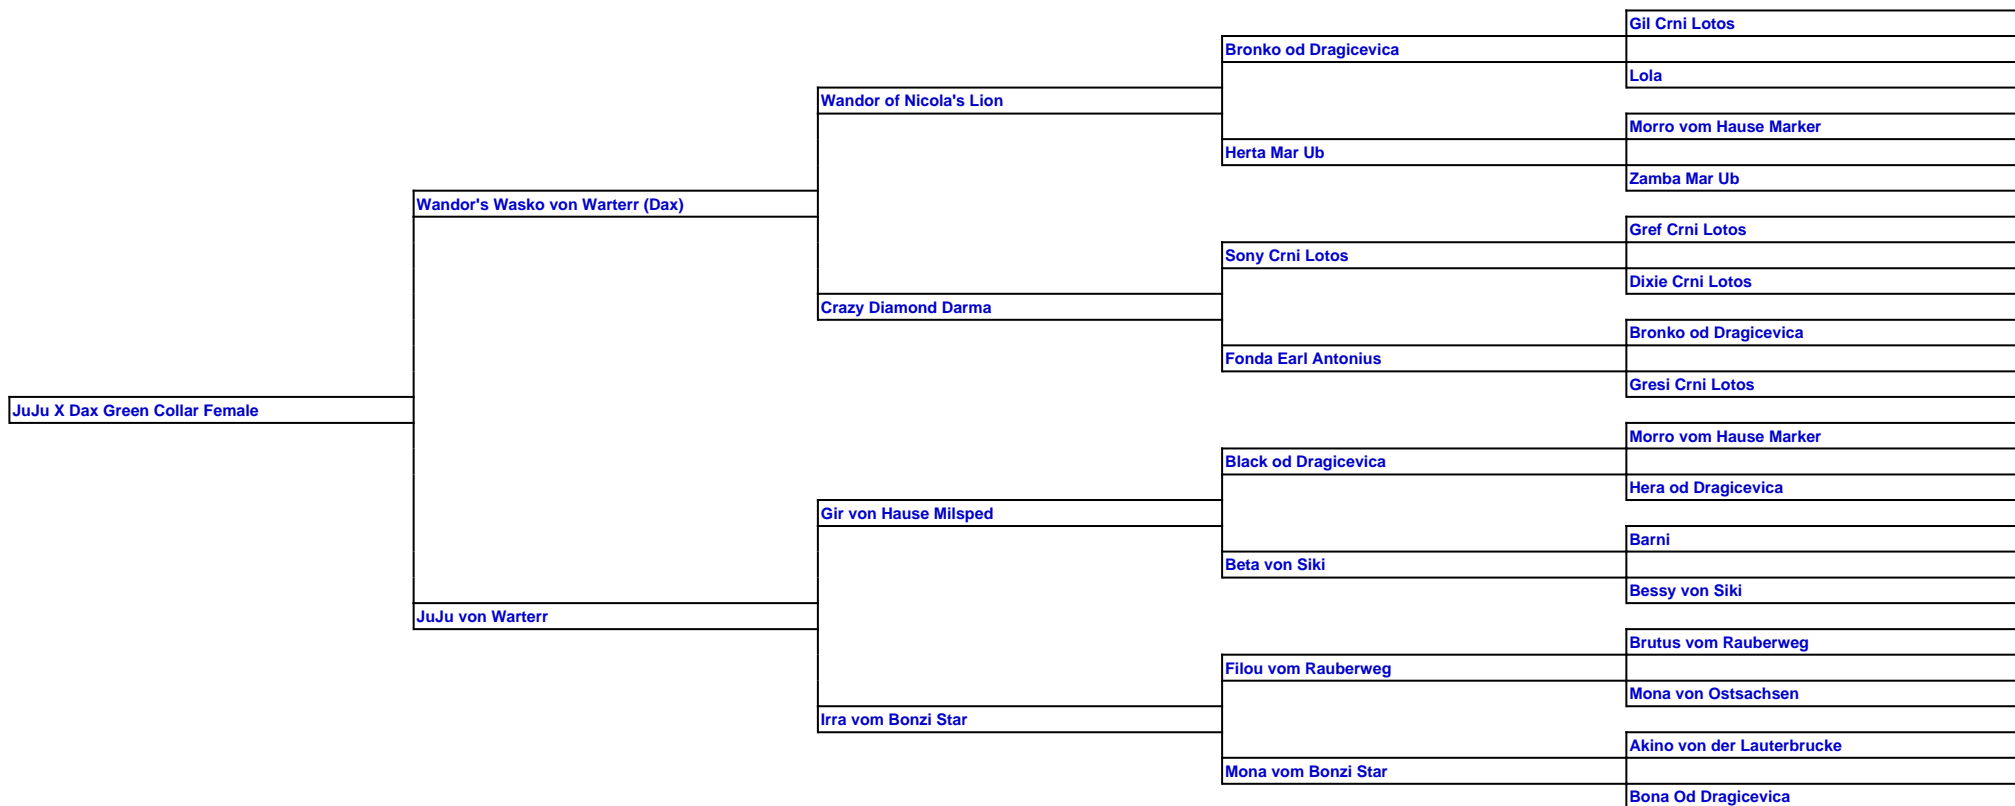 Gil Crni Lotos
Bronko od Dragicevica
Lola
Wandor of Nicola's Lion
Morro vom Hause Marker
Herta Mar Ub
Zamba Mar Ub
Wandor's Wasko von Warterr (Dax)
Gref Crni Lotos
Sony Crni Lotos
Dixie Crni Lotos
Crazy Diamond Darma
Bronko od Dragicevica
Fonda Earl Antonius
Gresi Crni Lotos
JuJu X Dax Green Collar Female
Morro vom Hause Marker
Black od Dragicevica
Hera od Dragicevica
Gir von Hause Milsped
Barni
Beta von Siki
Bessy von Siki
JuJu von Warterr
Brutus vom Rauberweg
Filou vom Rauberweg
Mona von Ostsachsen
Irra vom Bonzi Star
Akino von der Lauterbrucke
Mona vom Bonzi Star
Bona Od Dragicevica